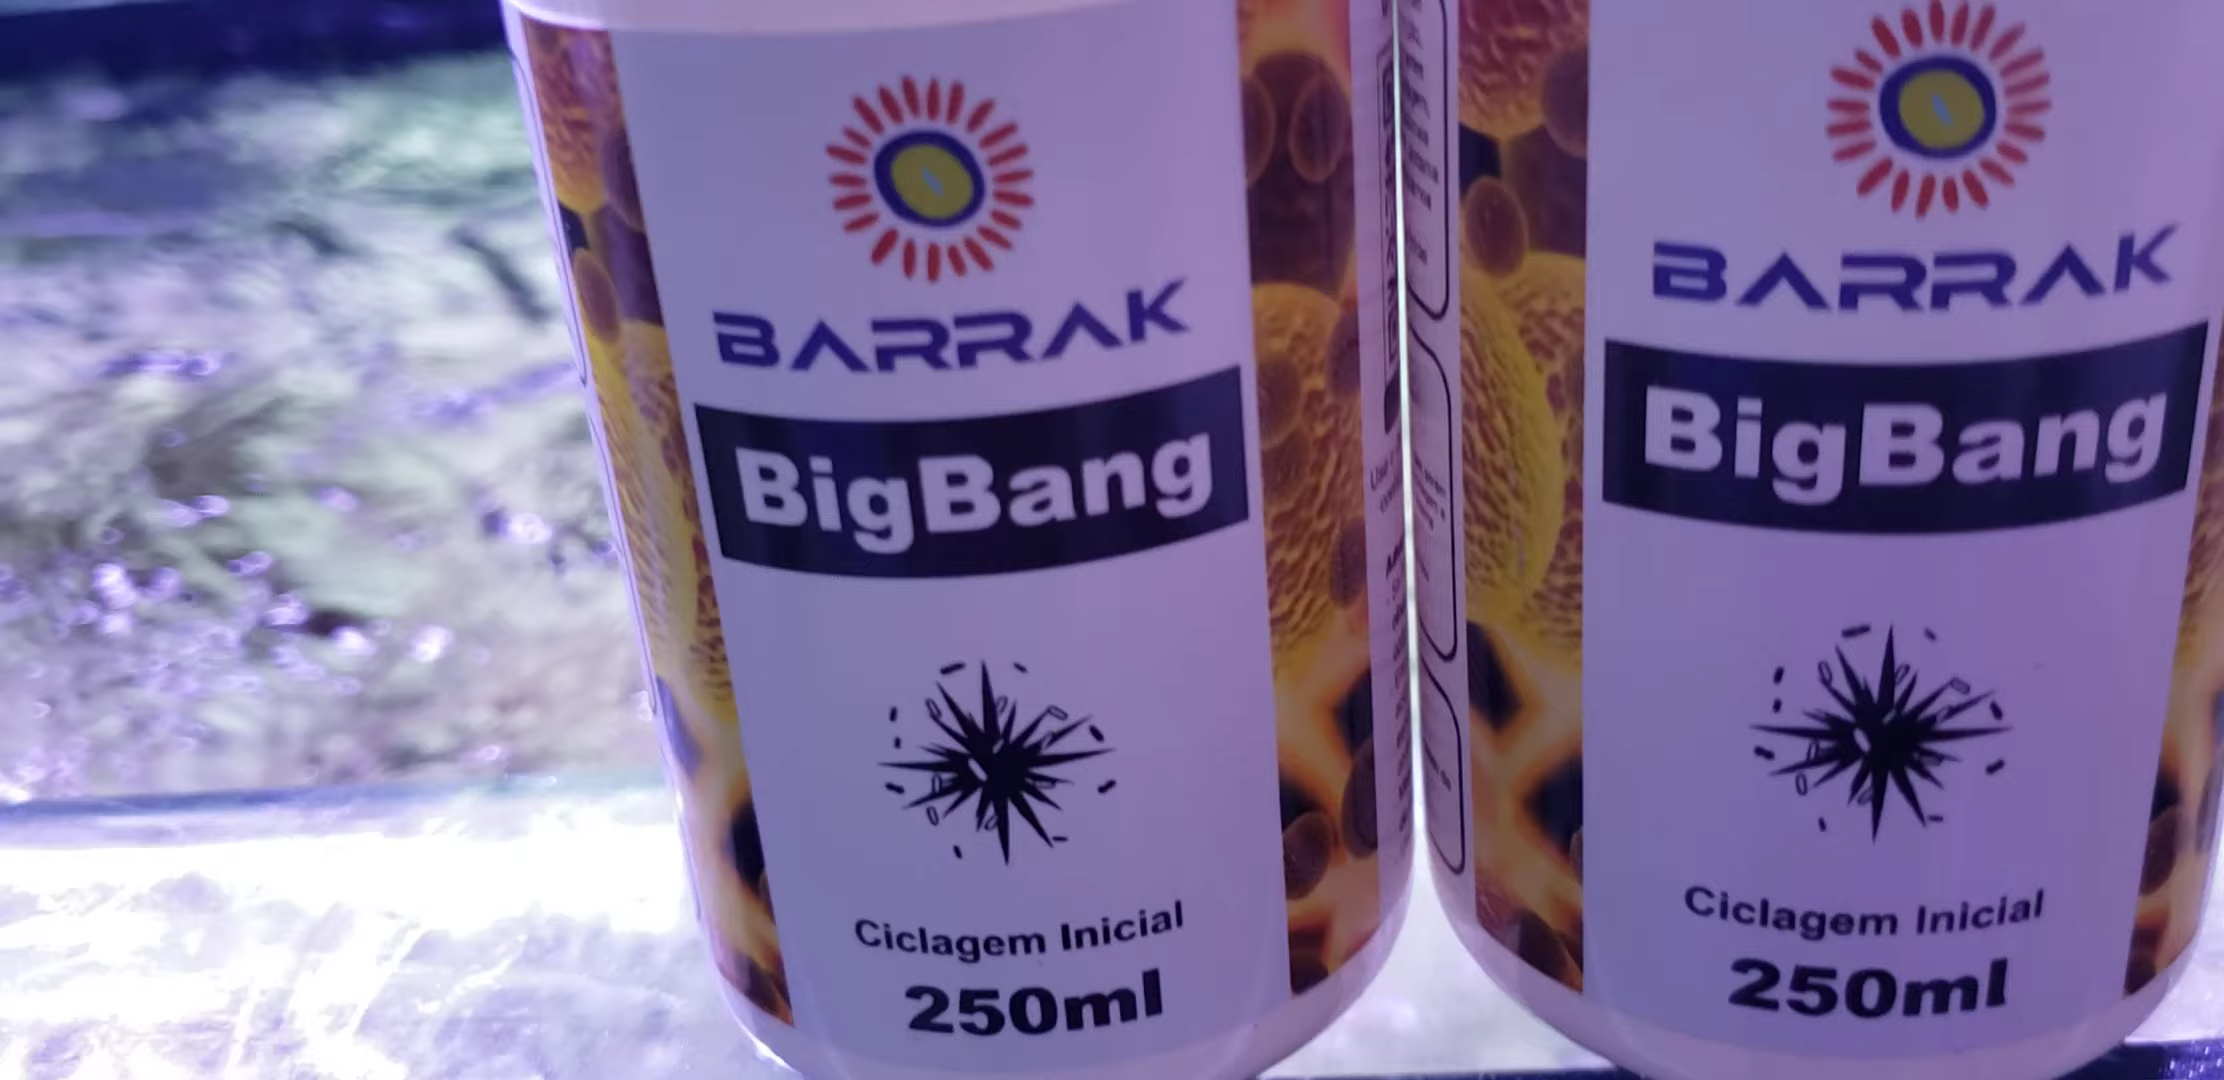 BARRAK
BigBang
Ciclagem Inicial
250ml
BARRAK
BigBang
Ciclagem Inicial
250ml